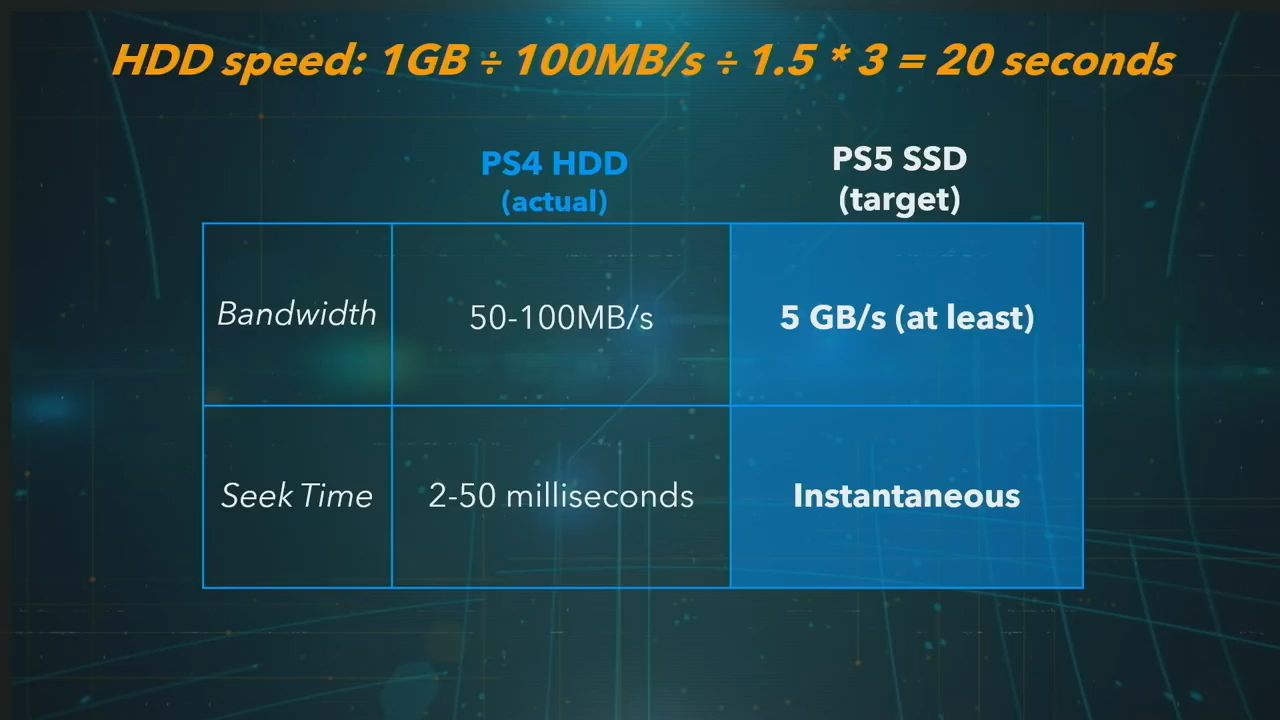 HDD speed: 1GB ÷ 100MB/s ÷ 1.5 * 3 = 20 seconds
PS4 HDD
(actual)
PS5 SSD
(target)
Bandwidth
50-100MB/s
5 GB/s (at least)
Seek Time
2-50 milliseconds
Instantaneous